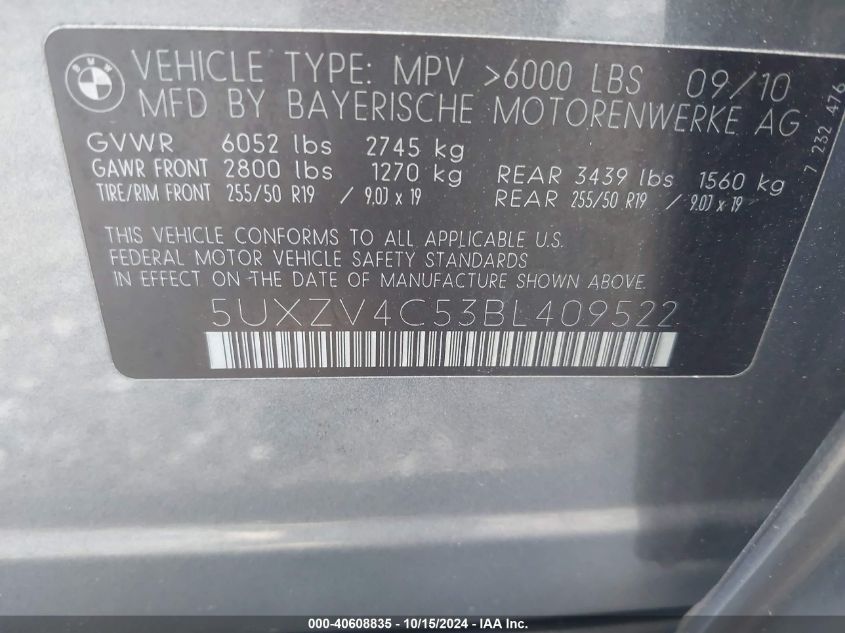 BMW
VEHICLE TYPE: MPV >6000 LBS 09/10
MFD BY BAYERISCHE MOTORENWERKE AG
GVWR 6052 lbs 2745 kg
GAWR FRONT 2800 lbs 1270 kg REAR 3439 lbs 1560 kg
TIRE/RIM FRONT 255/50 R19 / 9.0J x 19 REAR 255/50 R19 / 9.0J x 19
7 232 476
THIS VEHICLE CONFORMS TO ALL APPLICABLE U.S.
FEDERAL MOTOR VEHICLE SAFETY STANDARDS
IN EFFECT ON THE DATE OF MANUFACTURE SHOWN ABOVE.
5UXZV4C53BL409522
000-40608835 - 10/15/2024 - IAAI.com